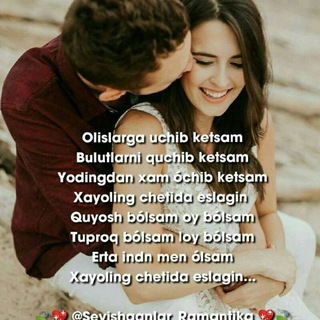 Olislarga uchib ketsam
Bulutlarni quchib ketsam
Yodingdan xam óchib ketsam
Xayoling chetida eslagin
Quyosh bólsam oy bólsam
Tuproq bólsam loy bólsam
Erta indn men ólsam
Xayoling chetida eslagin...
@Sevishganlar_Ramantika